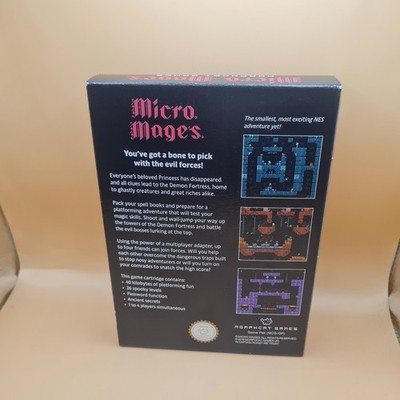 Micro
Mages
Micro
Mages
The smallest, most exciting NES
adventure yet!
You've got a bone to pick
with the evil forces!
Everyone's beloved Princess has disappeared
and all clues lead to the Demon Fortress, home
to ghastly creatures and great riches alike.
Pack your spell books and prepare for a
platforming adventure that will test your
magic skills. Shoot and wall-jump your way up
the towers of the Demon Fortress and battle
the evil bosses lurking at the top.
Using the power of a multiplayer adapter, up
to four friends can join forces. Will you help
each other overcome the dangerous traps built
to stop nosy adventurers or will you turn on
your comrades to snatch the high score?
This game cartridge contains:
• 40 kilobytes of platforming fun
• 26 spooky levels
• Password function
• Ancient secrets
• 1 to 4 players simultaneous
MORPHCAT GAMES